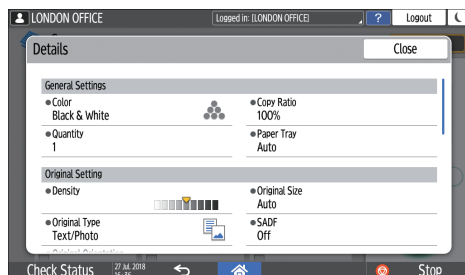 LONDON OFFICE
Logged in: [LONDON OFFICE]
?
Logout
Details
Close
General Settings
●Color
Black & White
●Copy Ratio
100%
●Quantity
1
●Paper Tray
Auto
Original Setting
●Density
●Original Size
Auto
●Original Type
Text/Photo
●SADF
Off
Check Status
27 Jul. 2018
Stop